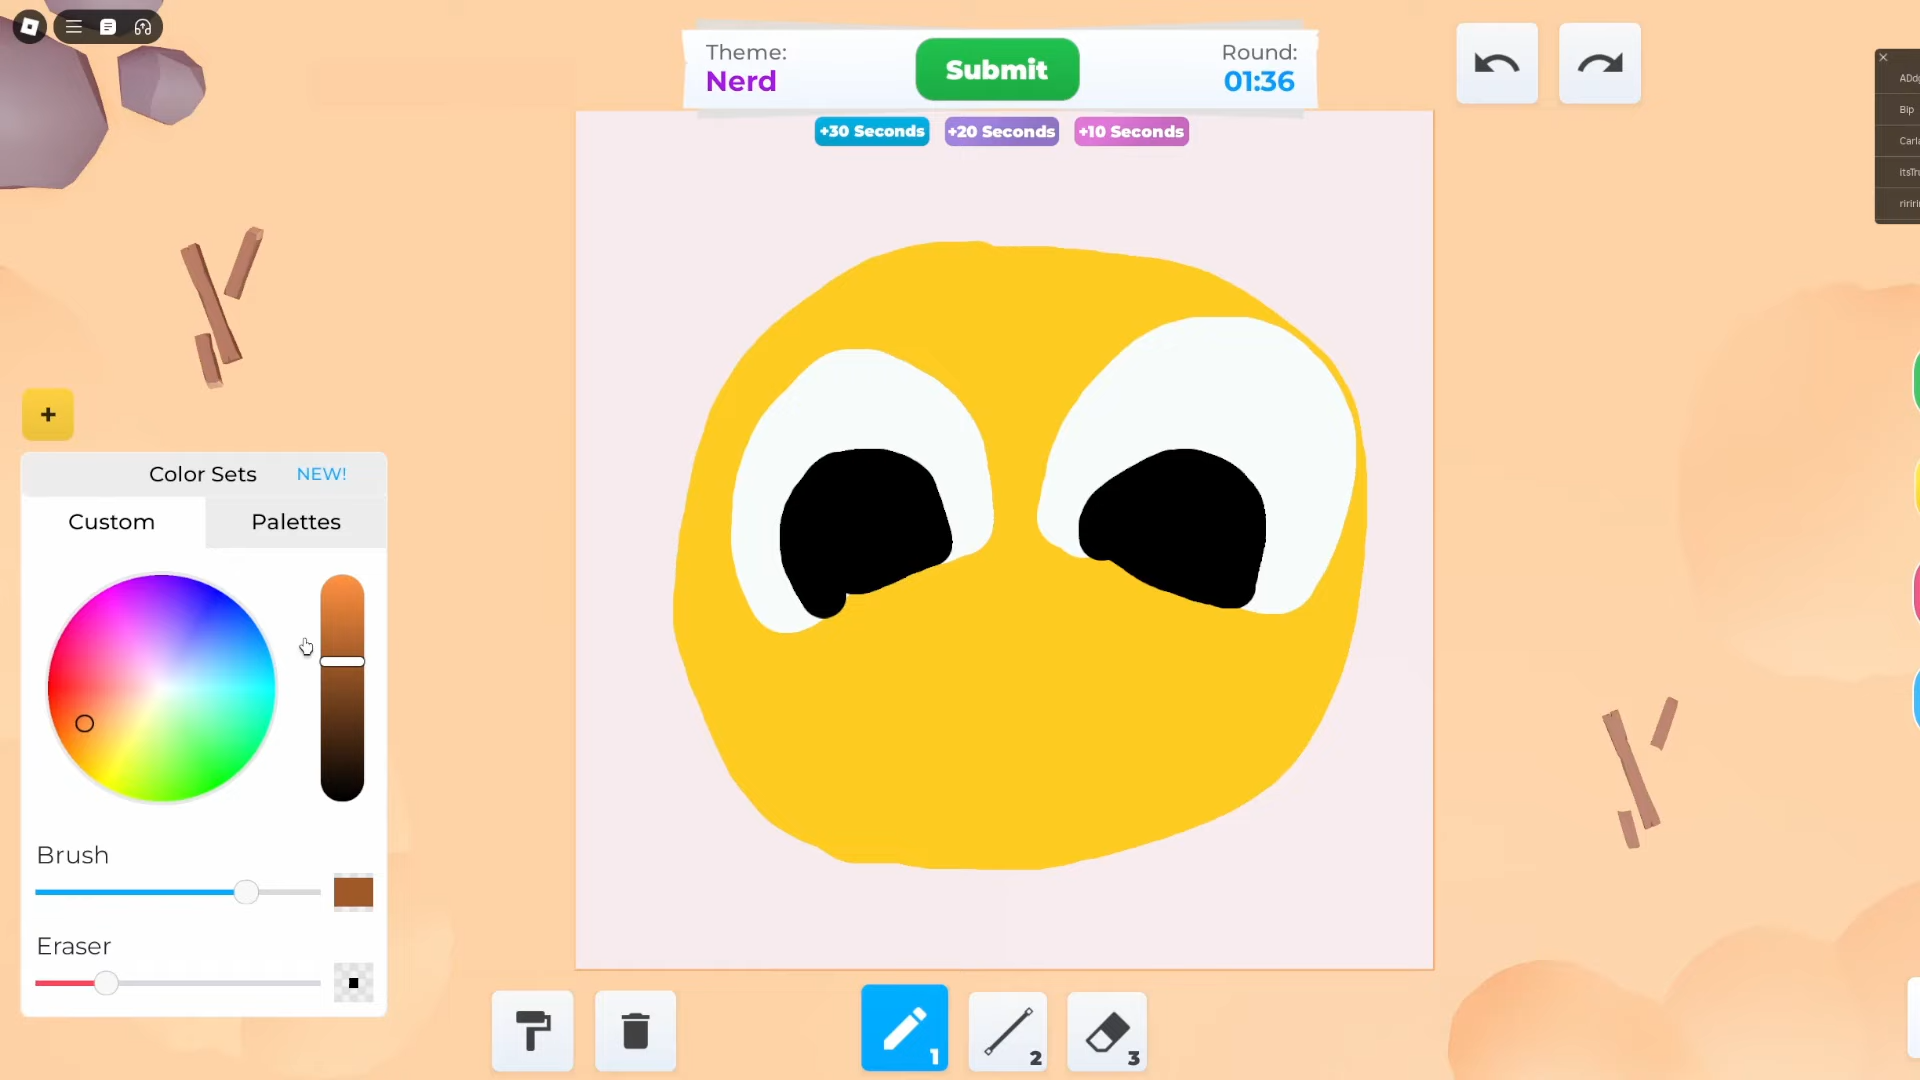 Theme:
Nerd
Submit
Round:
01:36
+30 Seconds
+20 Seconds
+10 Seconds
Bip
+
Color Sets
NEW!
Custom
Palettes
Brush
Eraser
1
2
3